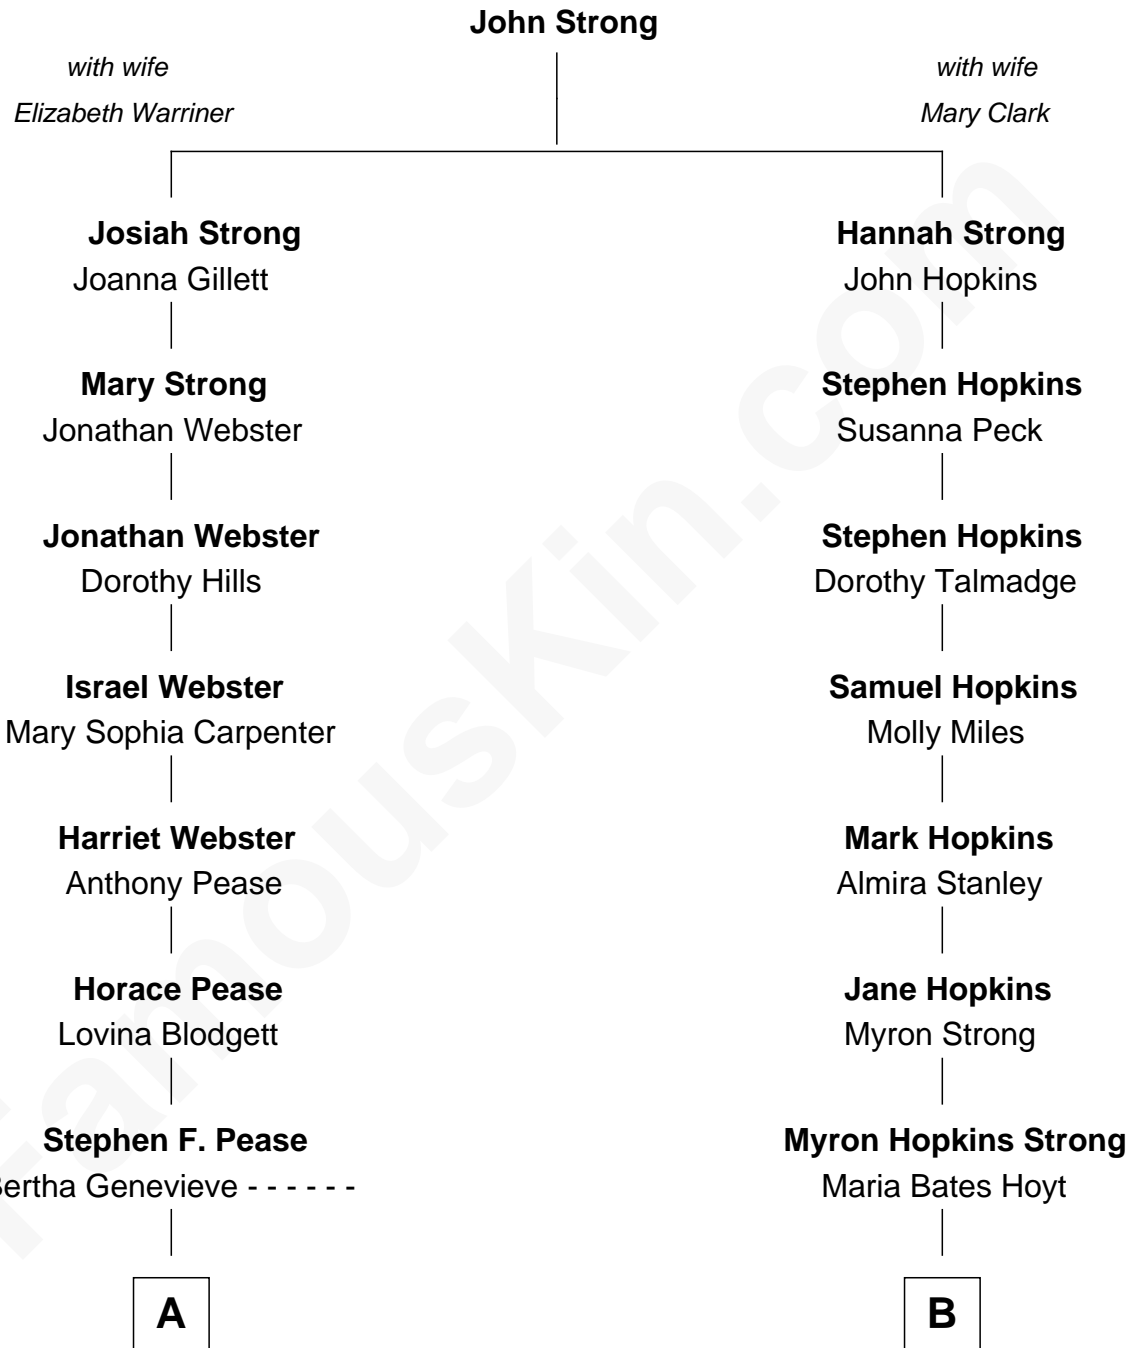 John Strong
with wife
Elizabeth Warriner
with wife
Mary Clark
Josiah Strong
Joanna Gillett
Hannah Strong
John Hopkins
Mary Strong
Jonathan Webster
Stephen Hopkins
Susanna Peck
Jonathan Webster
Dorothy Hills
Stephen Hopkins
Dorothy Talmadge
Israel Webster
Mary Sophia Carpenter
Samuel Hopkins
Molly Miles
Harriet Webster
Anthony Pease
Mark Hopkins
Almira Stanley
Horace Pease
Lovina Blodgett
Jane Hopkins
Myron Strong
Stephen F. Pease
Bertha Genevieve - - - - - -
Myron Hopkins Strong
Maria Bates Hoyt
A
B
FamousKin.com